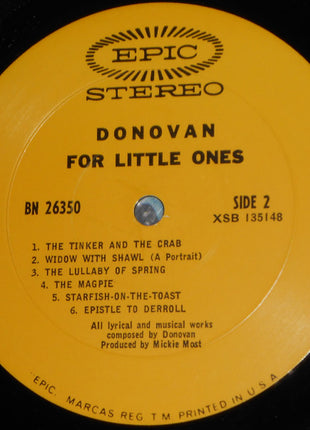 EPIC
STEREO
DONOVAN
FOR LITTLE ONES
BN 26350
SIDE 2
XSB 135148
1. THE TINKER AND THE CRAB
2. WIDOW WITH SHAWL (A Portrait)
3. THE LULLABY OF SPRING
4. THE MAGPIE
5. STARFISH-ON-THE-TOAST
6. EPISTLE TO DERROLL
All lyrical and musical works
composed by Donovan
Produced by Mickie Most
EPIC, MARCAS REG. T M PRINTED IN U.S.A